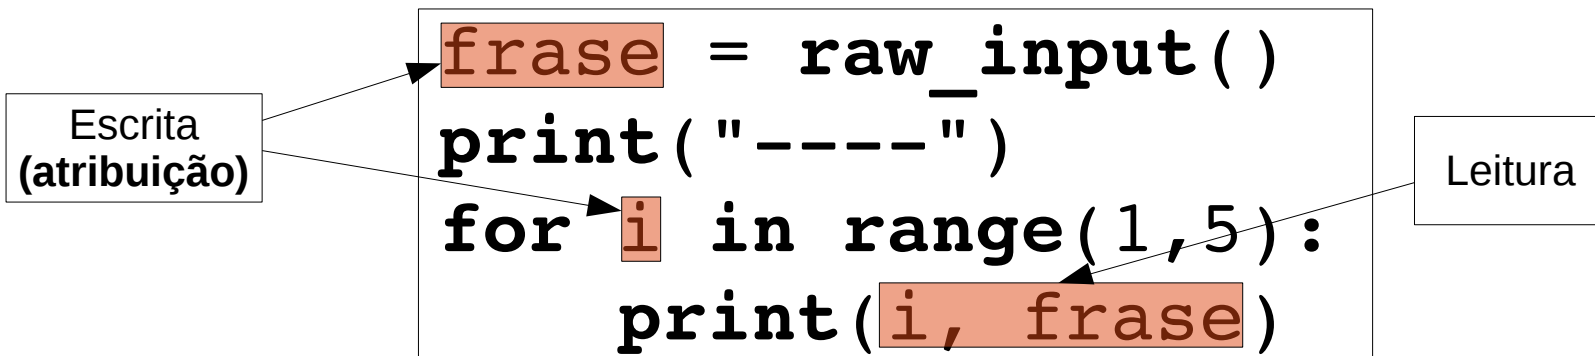 Escrita
(atribuição)
frase = raw_input()
print("----")
for i in range(1,5):
    print(i, frase)
Leitura